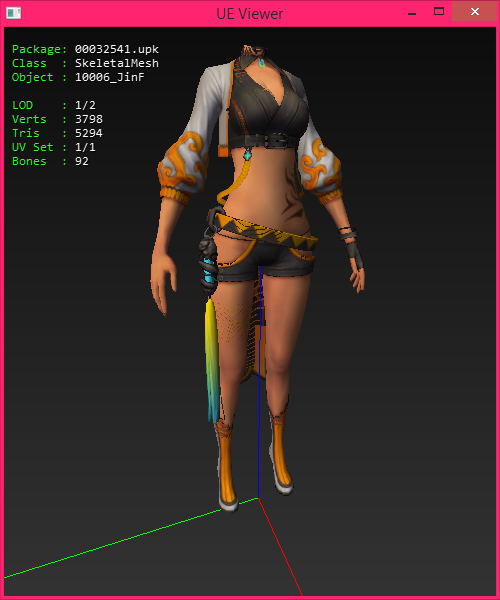 UE Viewer
Package: 00032541.upk
Class : SkeletalMesh
Object : 10006_JinF
LOD : 1/2
Verts : 3798
Tris : 5294
UV Set : 1/1
Bones : 92